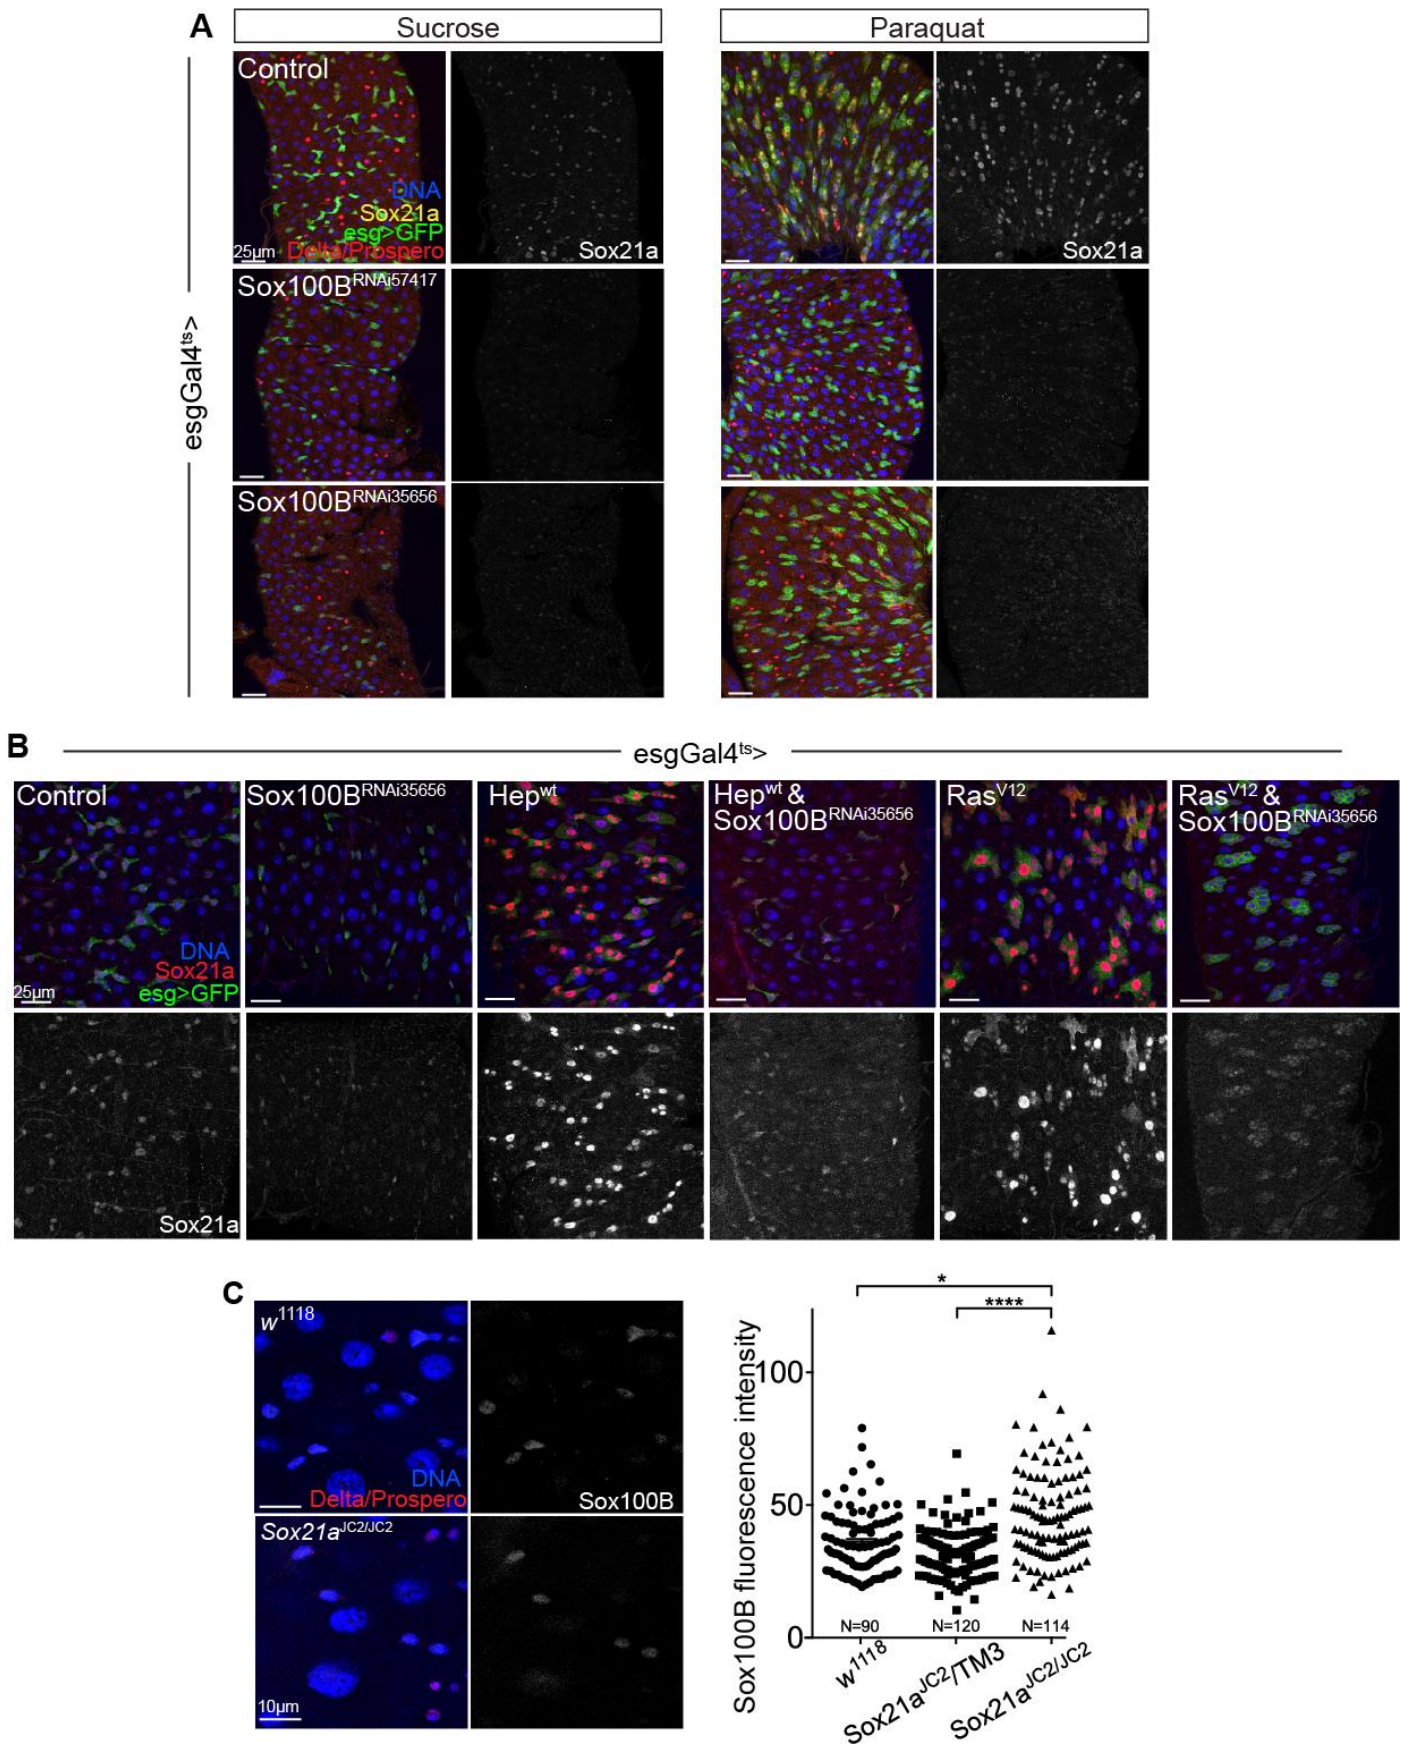 A
Sucrose
Paraquat
esgGal4ts>
Control
DNA
Sox21a
esg>GFP
Delta/Prospero
25µm
Sox21a
Sox21a
Sox100BRNAi57417
Sox100BRNAi35656
B
esgGal4ts>
Control
DNA
Sox21a
esg>GFP
25µm
Sox21a
Sox100BRNAi35656
Hepwt
Hepwt &
Sox100BRNAi35656
RasV12
RasV12 &
Sox100BRNAi35656
C
w1118
DNA
Delta/Prospero
Sox100B
Sox21aJC2/JC2
10µm
*
****
Sox100B fluorescence intensity
100
50
0
N=90
N=120
N=114
w1118
Sox21aJC2/TM3
Sox21aJC2/JC2